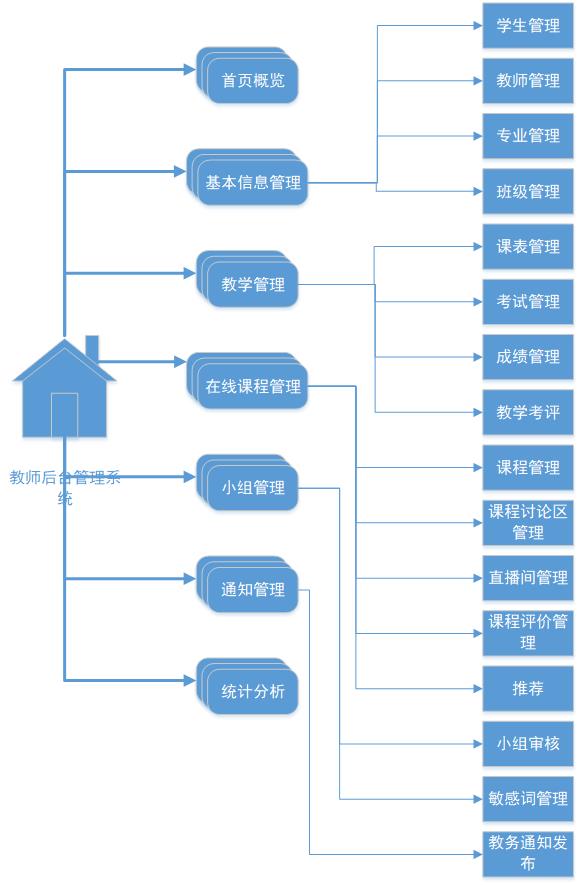 学生管理
首页概览
教师管理
专业管理
基本信息管理
班级管理
课表管理
教学管理
考试管理
成绩管理
在线课程管理
教学考评
课程管理
教师后台管理系
统
小组管理
课程讨论区
管理
直播间管理
通知管理
课程评价管
理
统计分析
推荐
小组审核
敏感词管理
教务通知发
布